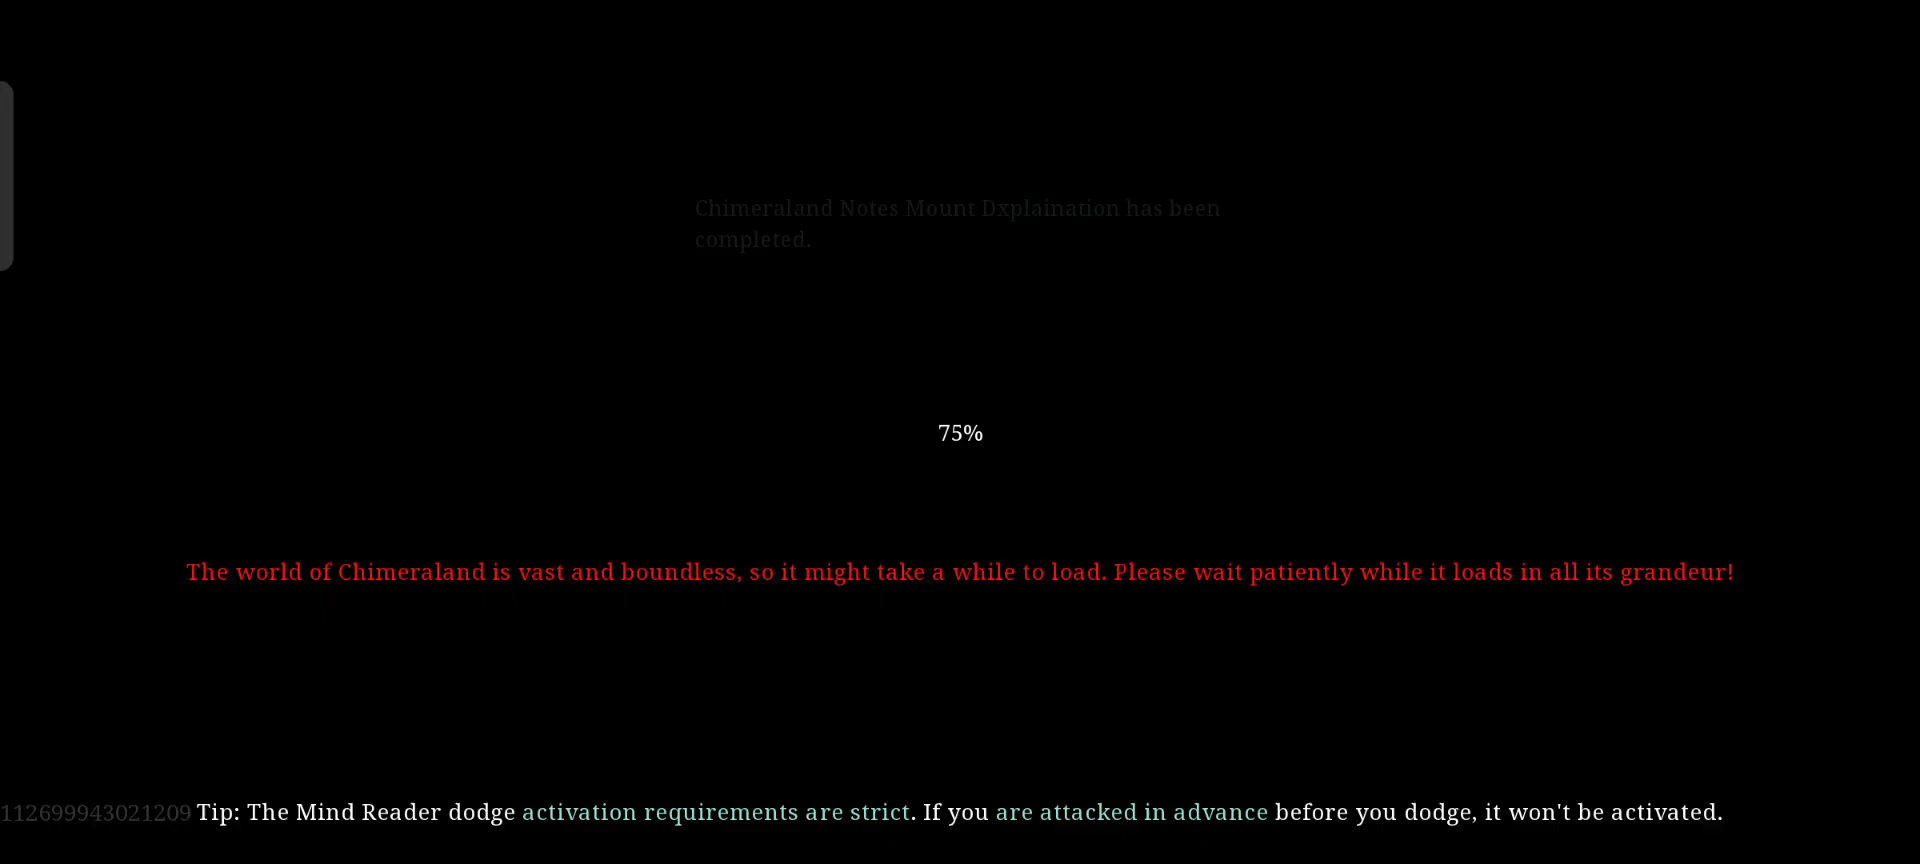 Chimeraland Notes Mount Dxplaination has been
completed.
75%
The world of Chimeraland is vast and boundless, so it might take a while to load. Please wait patiently while it loads in all its grandeur!
112699943021209 Tip: The Mind Reader dodge activation requirements are strict. If you are attacked in advance before you dodge, it won't be activated.